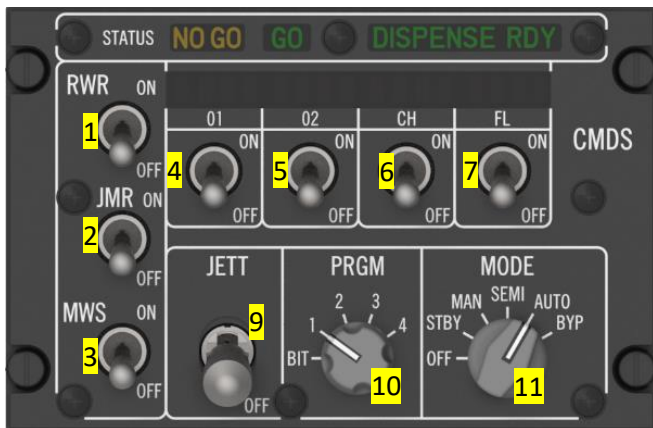 STATUS NO GO GO DISPENSE RDY
RWR ON
1
OFF
JMR ON
2
OFF
MWS ON
3
OFF
01 02 CH FL
4 ON OFF
5 ON OFF
6 ON OFF
7 ON OFF
CMDS
JETT
9
OFF
PRGM
BIT 1 2 3 4
10
MODE
OFF STBY MAN SEMI AUTO BYP
11